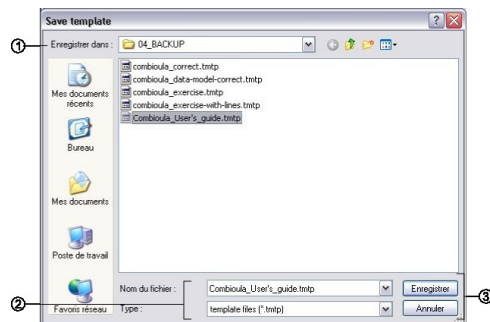 Save template
1
Enregistrer dans :
04_BACKUP
combioula_correct.tmtp
combioula_data-model-correct.tmtp
combioula_exercise.tmtp
combioula_exercise-with-lines.tmtp
Combioula_User's_guide.tmtp
Mes documents
récents
Bureau
Mes documents
Poste de travail
Favoris réseau
2
Nom du fichier :
Combioula_User's_guide.tmtp
Enregistrer
Type :
template files (*.tmtp)
Annuler
3